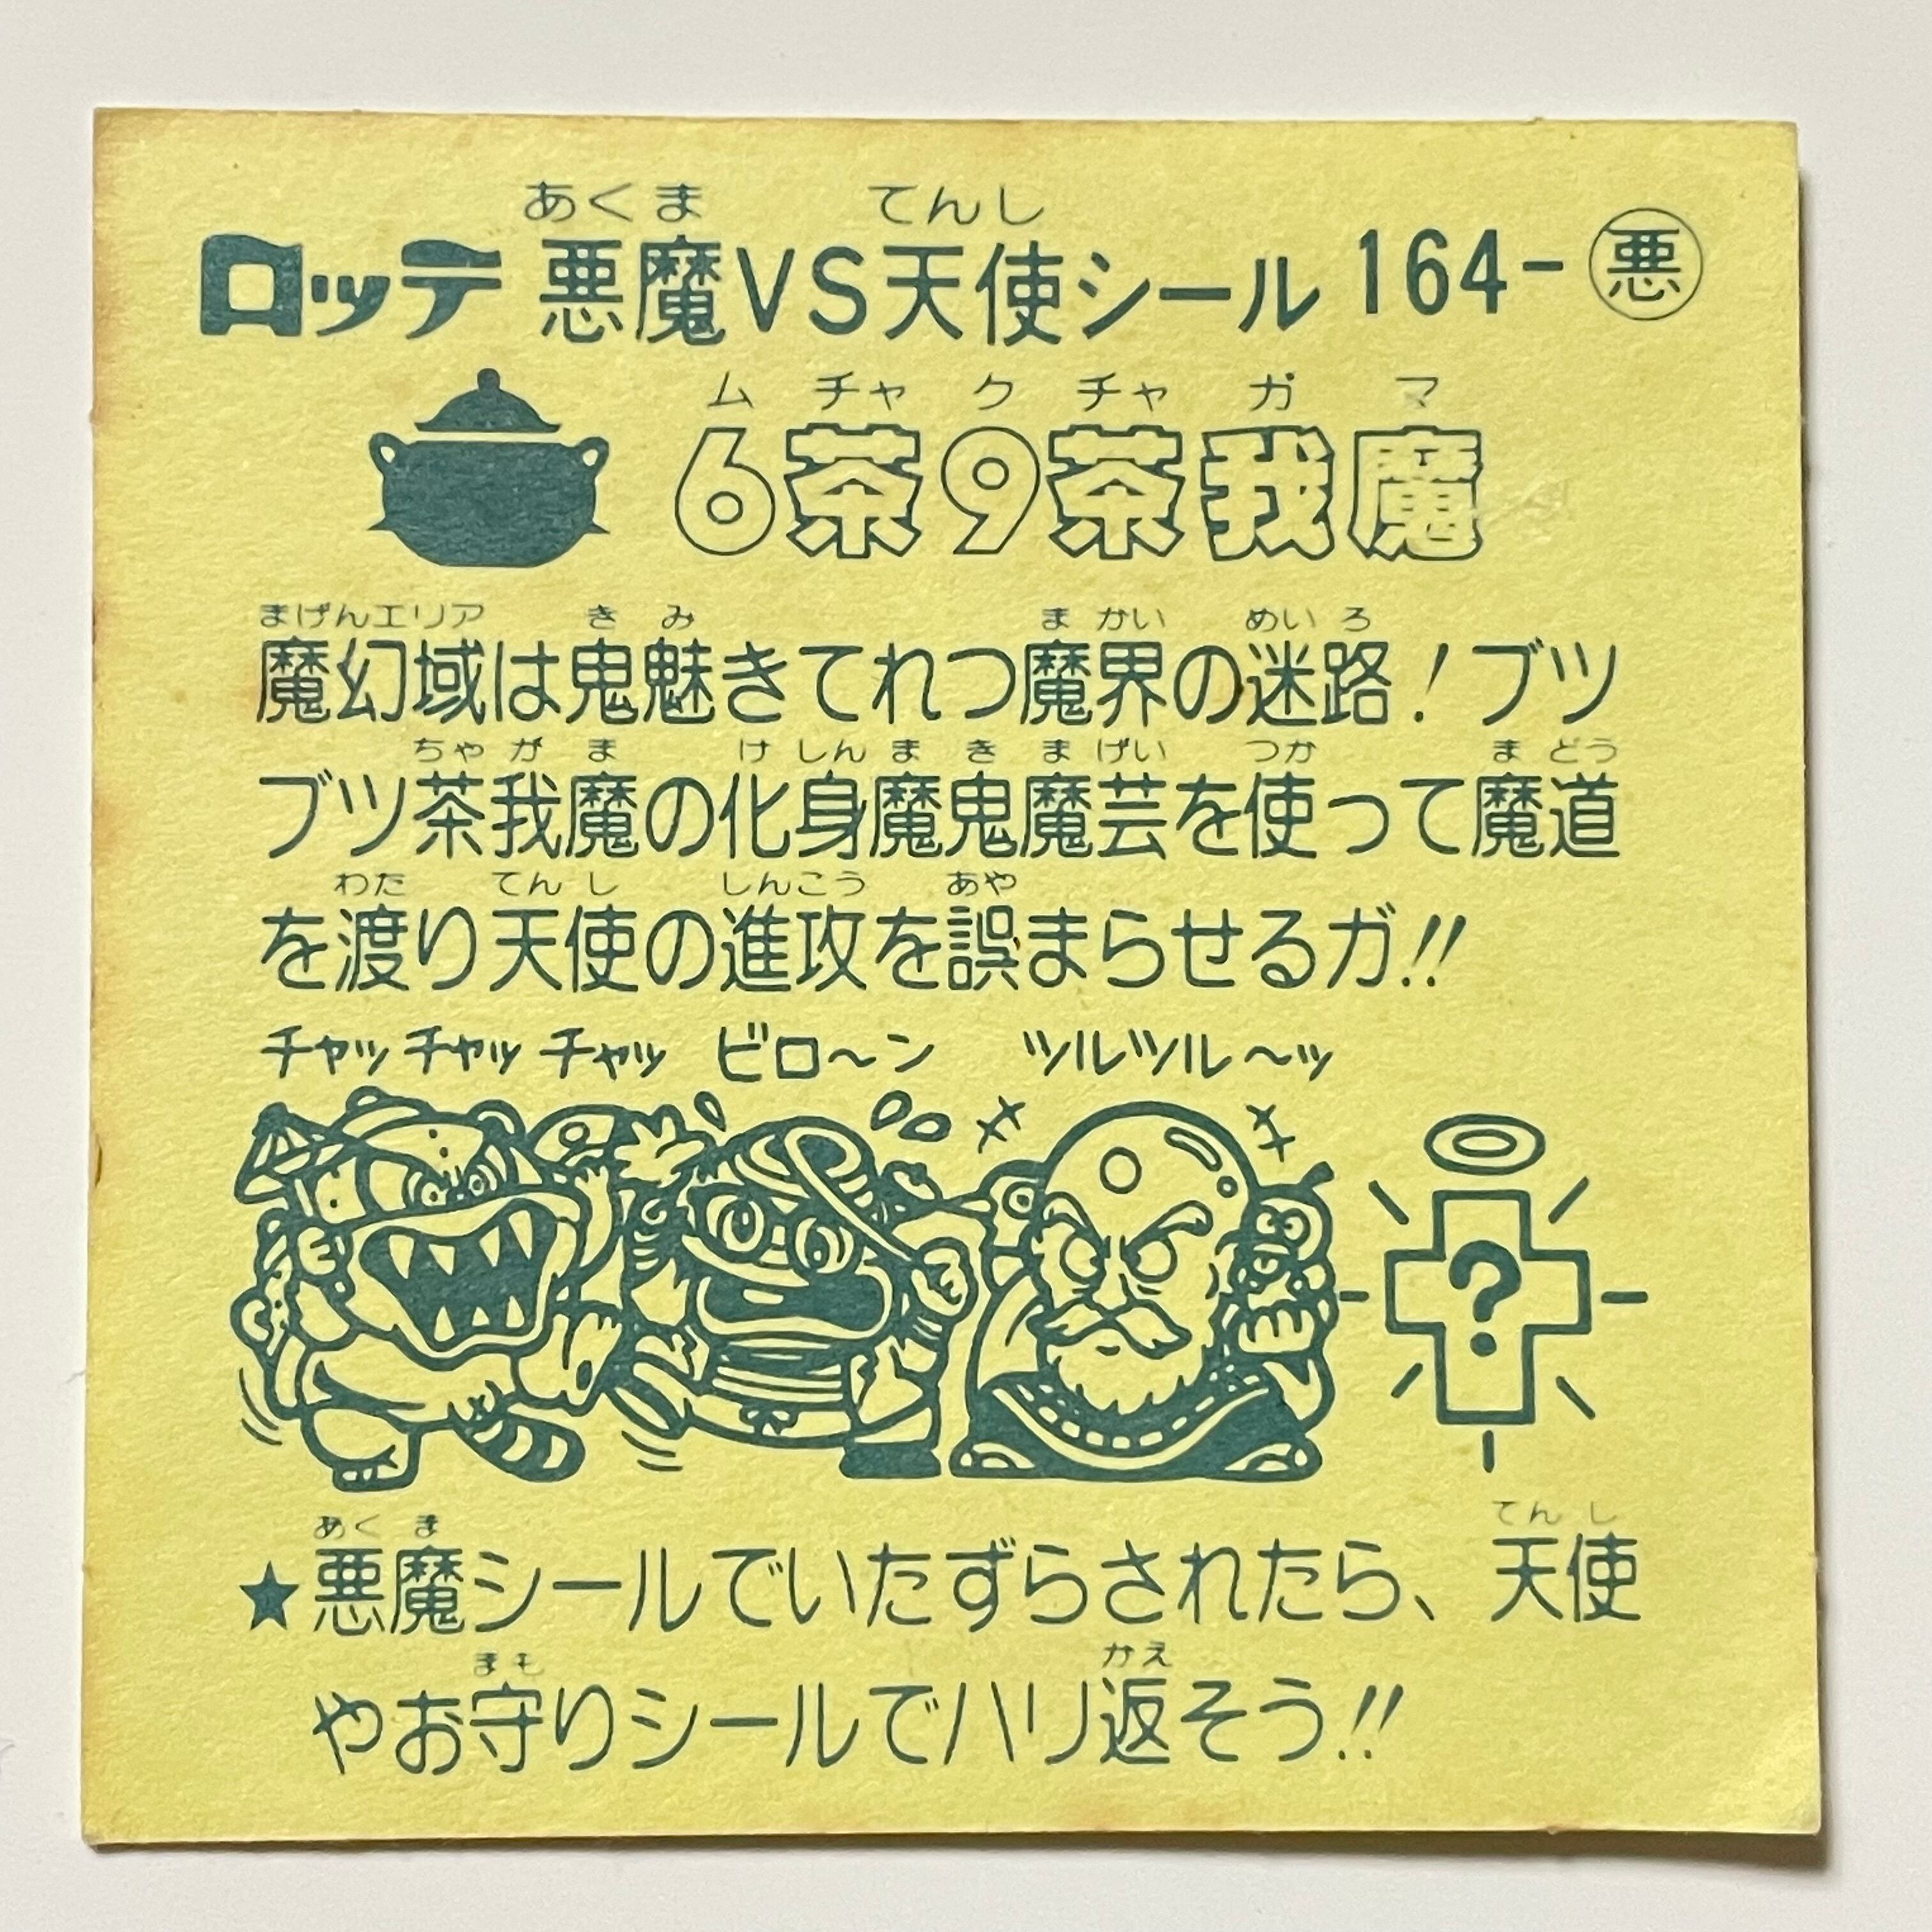 あくま てんし
ロッテ 悪魔VS天使シール 164-悪
ム チャ ク チャ ガ マ
6茶9茶我魔
まげんエリア き み ま かい めい ろ
魔幻域は鬼魅きてれつ魔界の迷路!ブツ
ちゃ が ま け しん ま き ま げい つか ま どう
ブツ茶我魔の化身魔鬼魔芸を使って魔道
わた てん し しんこう あや
を渡り天使の進攻を誤まらせるガ!!
チャッ チャッ チャッ ビロ〜ン ツルツル〜ッ
?
あく ま てん し
★悪魔シールでいたずらされたら、天使
まも かえ
やお守りシールでハリ返そう!!